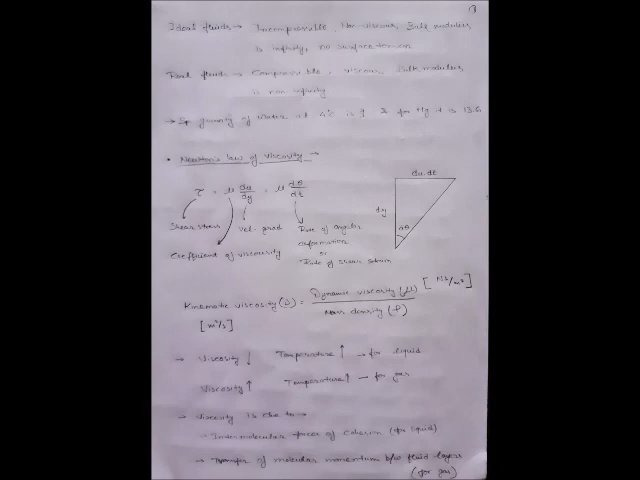 Ideal fluids → Incompressible, Non viscous, Bulk modulus
is infinity, no surface tension
Real fluids → Compressible, viscous, bulk modulus
is non infinity
→ Sp gravity of water at 4°C is 1 & for Hg it is 13.6
• Newton's law of viscosity →
τ = μ du/dy = μ dθ/dt
du.dt
dy
dθ
Shear stress
Vel. grad
Rate of angular
deformation
or
Rate of shear strain
Coefficient of viscosity
Kinematic viscosity (υ) = Dynamic viscosity (μ) [Ns/m²] / Mass density (ρ)
[m²/s]
→ Viscosity ↓ Temperature ↑ → for liquid
Viscosity ↑ Temperature ↑ → for gas
→ Viscosity is due to →
→ Intermolecular forces of cohesion (for liquid)
→ Transfer of molecular momentum b/w fluid layers
(for gas)